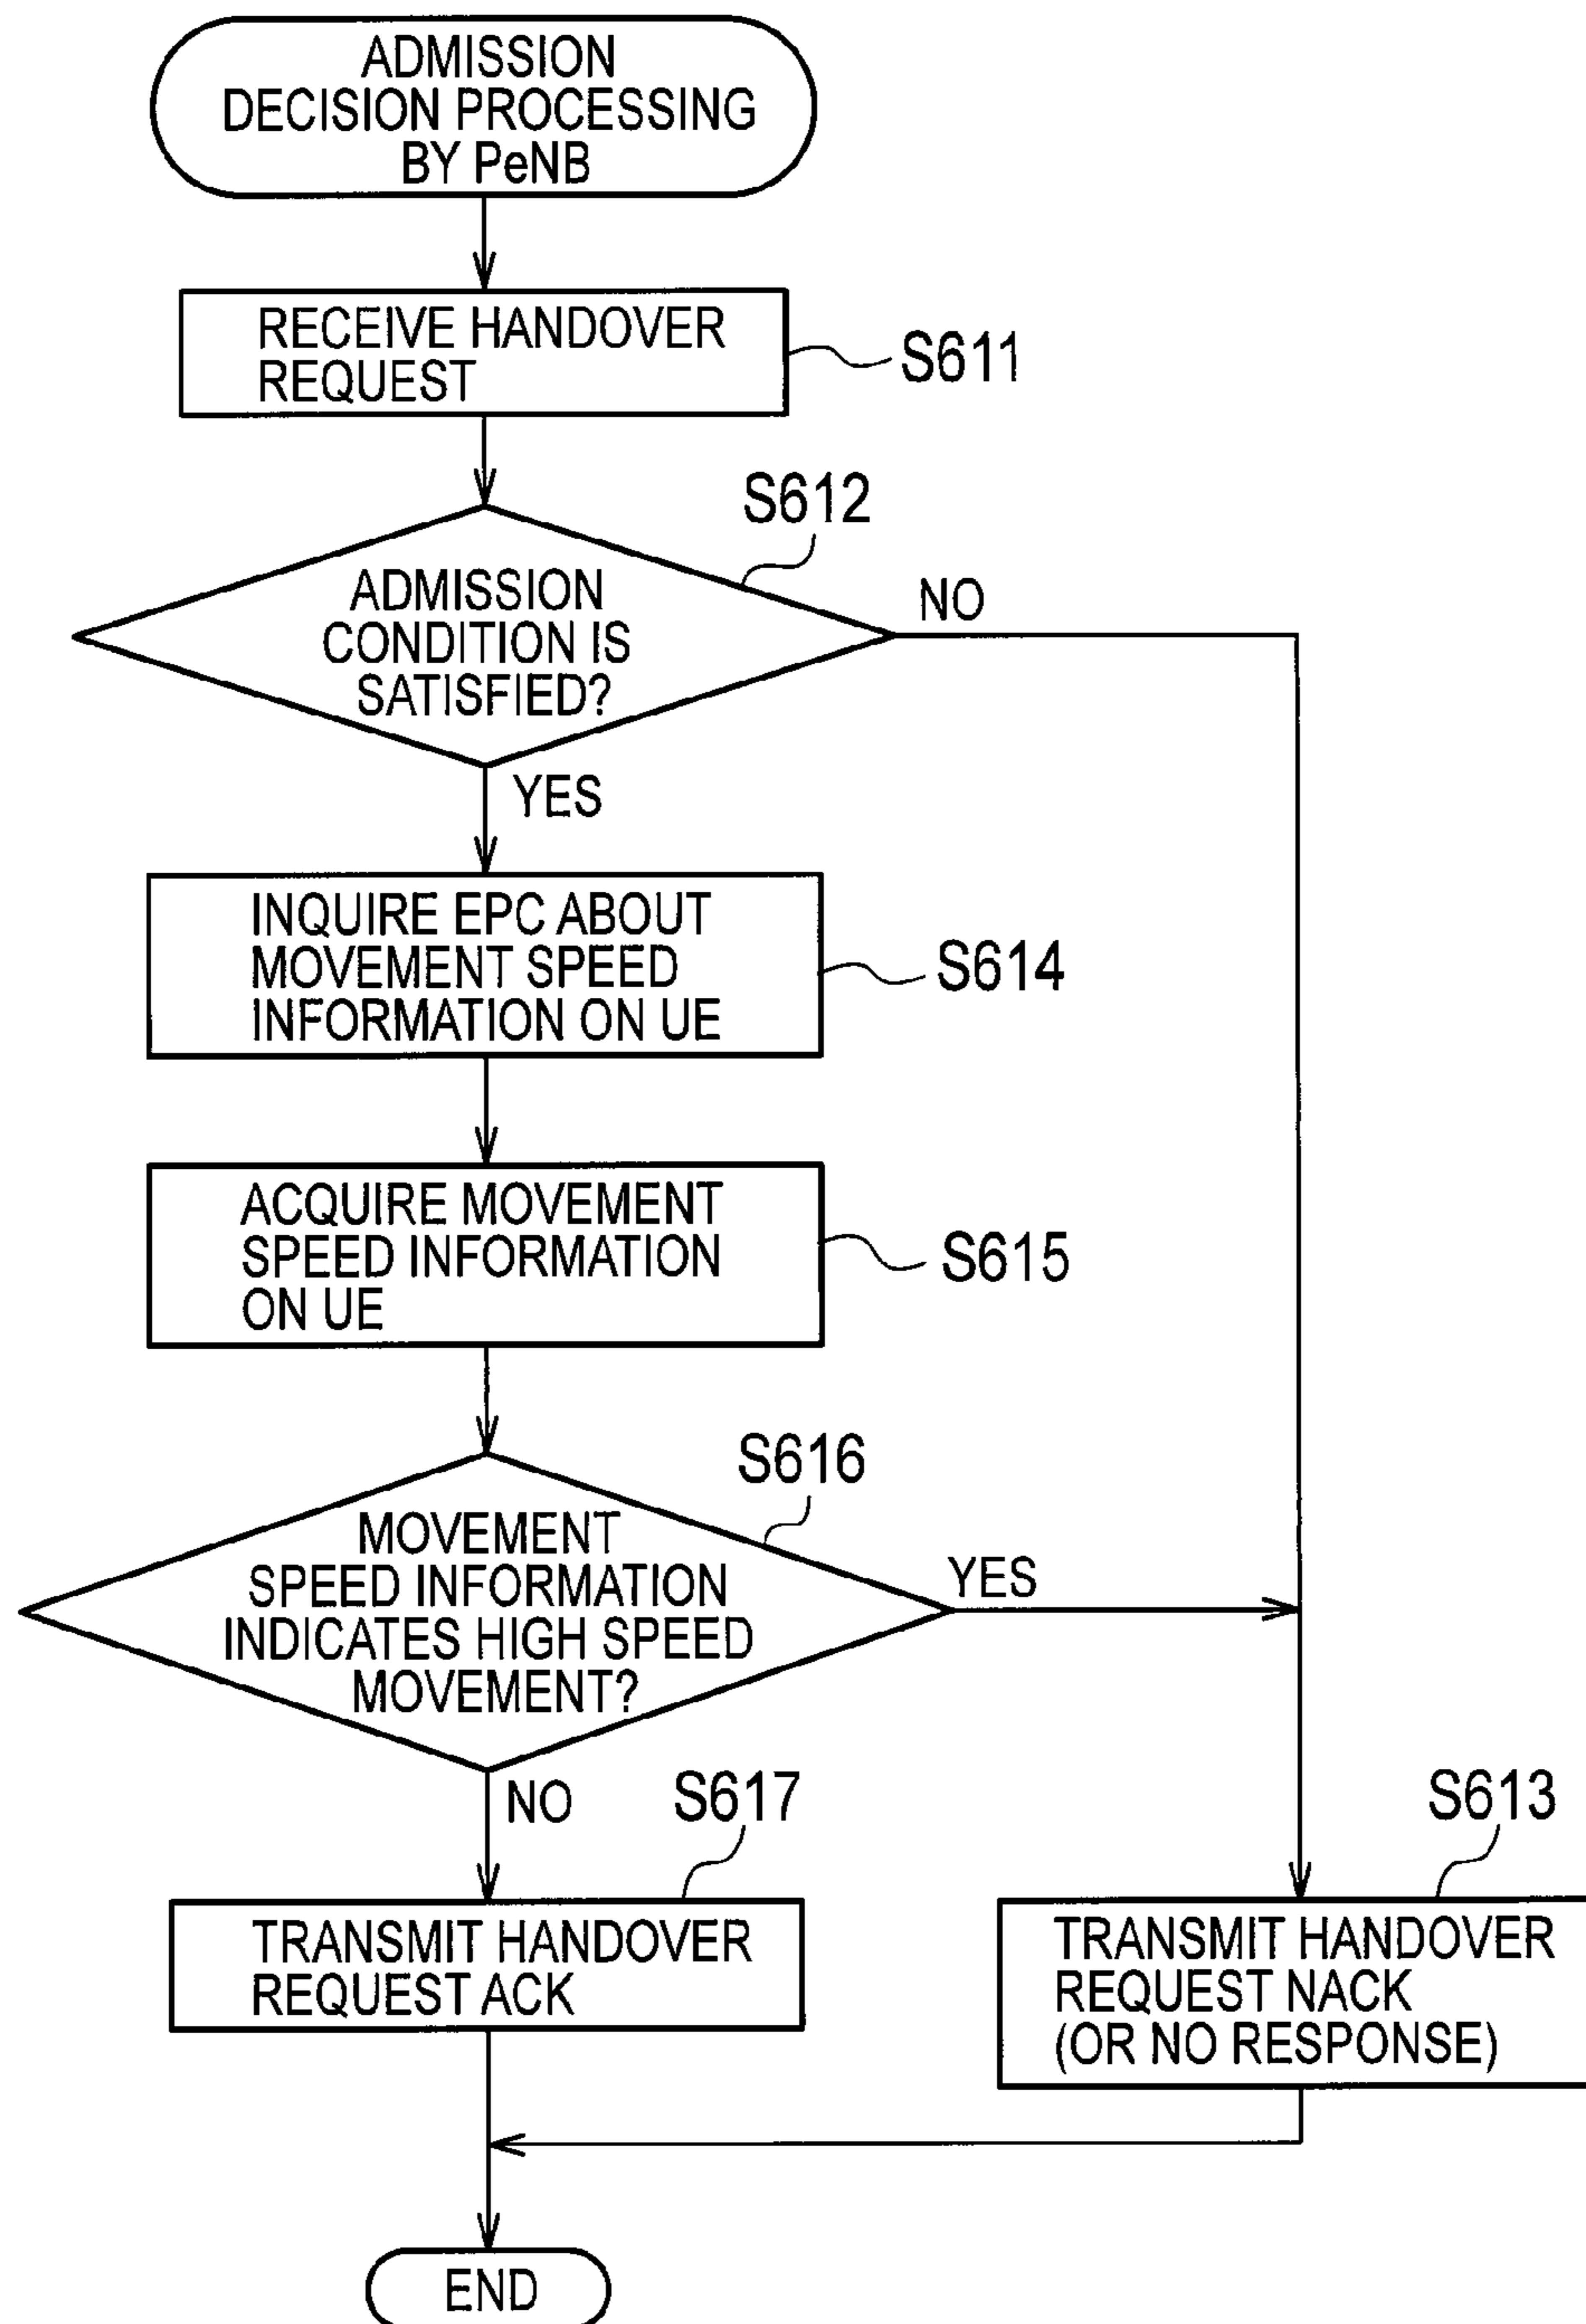 ADMISSION
DECISION PROCESSING
BY PeNB
RECEIVE HANDOVER
REQUEST
S611
S612
ADMISSION
CONDITION IS
SATISFIED?
NO
YES
INQUIRE EPC ABOUT
MOVEMENT SPEED
INFORMATION ON UE
S614
ACQUIRE MOVEMENT
SPEED INFORMATION
ON UE
S615
S616
MOVEMENT
SPEED INFORMATION
INDICATES HIGH SPEED
MOVEMENT?
YES
NO
S617
S613
TRANSMIT HANDOVER
REQUEST ACK
TRANSMIT HANDOVER
REQUEST NACK
(OR NO RESPONSE)
END